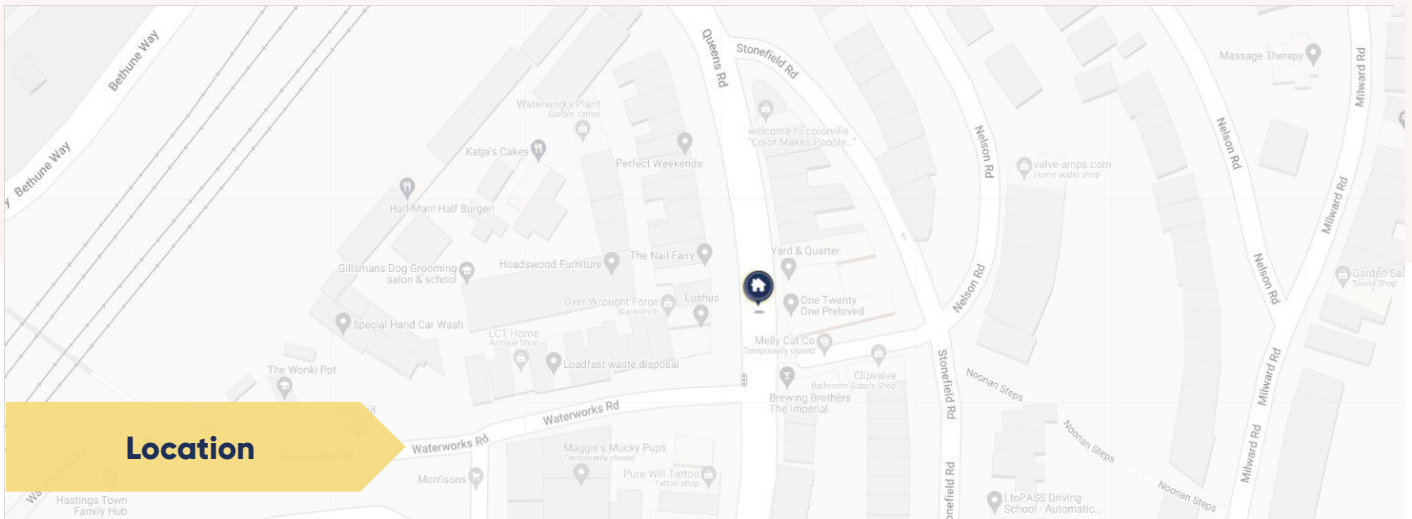 Bethune Way
Bethune Way
Queens Rd
Stonefield Rd
Massage Therapy
Milward Rd
Waterworks Plant
Garden centre
welcome to colorville
"Color Makes People..."
Nelson Rd
Nelson Rd
Katja's Cakes
Perfect Weekends
valve-amps.com
Home audio shop
Half Man! Half Burger!
Milward Rd
Yard & Quarter
The Nail Fairy
Hoadswood Furniture
Gillsmans Dog Grooming
salon & school
Nelson Rd
Nelson Rd
Garden Sau
Sauna Shop
Over Wrought Forge
Blacksmith
Lushus
One Twenty
One Preloved
Special Hand Car Wash
LCT Home
Antique Shop
Melly Cat Co
Temporarily closed
Loadfast waste disposal
The Wonki Pot
Clipvalve
Bathroom Supply Shop
Stonefield Rd
Noonan Steps
Milward Rd
Brewing Brothers
The Imperial
Waterworks Rd
Waterworks Rd
Location
Maggie's Mucky Pups
Temporarily closed
Noonan Steps
Milward Rd
Morrisons
Pure Will Tattoo
Tattoo shop
Noonan Steps
Hastings Town
Family Hub
onefield Rd
LtoPASS Driving
School - Automatic...